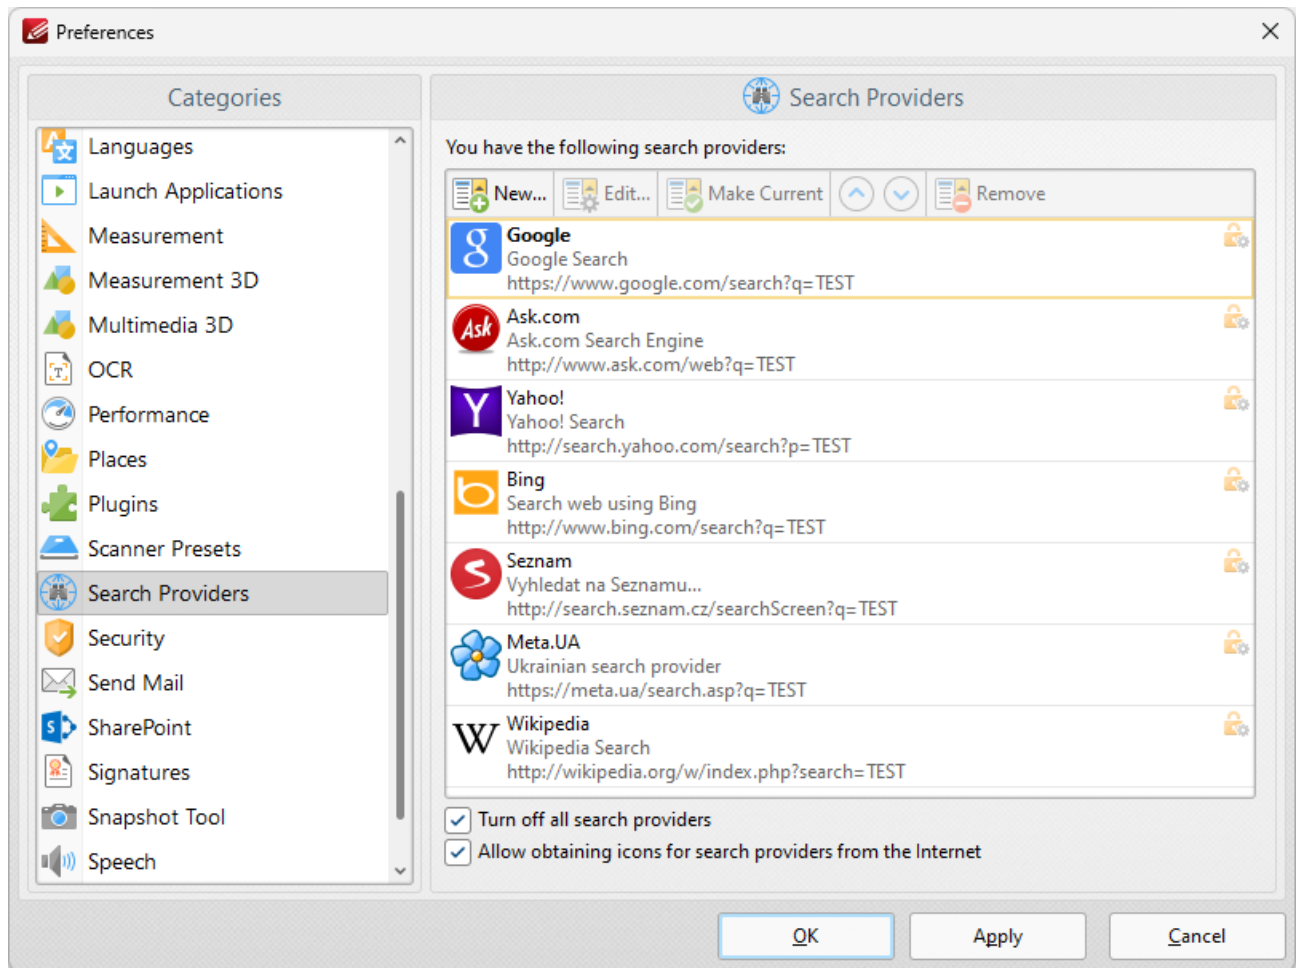 Preferences
Categories
Languages
Launch Applications
Measurement
Measurement 3D
Multimedia 3D
OCR
Performance
Places
Plugins
Scanner Presets
Search Providers
Security
Send Mail
SharePoint
Signatures
Snapshot Tool
Speech
Search Providers
You have the following search providers:
New... Edit... Make Current Remove
Google
Google Search
https://www.google.com/search?q=TEST
Ask
Ask.com
Ask.com Search Engine
http://www.ask.com/web?q=TEST
Yahoo!
Yahoo! Search
http://search.yahoo.com/search?p=TEST
Bing
Search web using Bing
http://www.bing.com/search?q=TEST
Seznam
Vyhledat na Seznamu...
http://search.seznam.cz/searchScreen?q=TEST
Meta.UA
Ukrainian search provider
https://meta.ua/search.asp?q=TEST
Wikipedia
Wikipedia Search
http://wikipedia.org/w/index.php?search=TEST
Turn off all search providers
Allow obtaining icons for search providers from the Internet
OK Apply Cancel